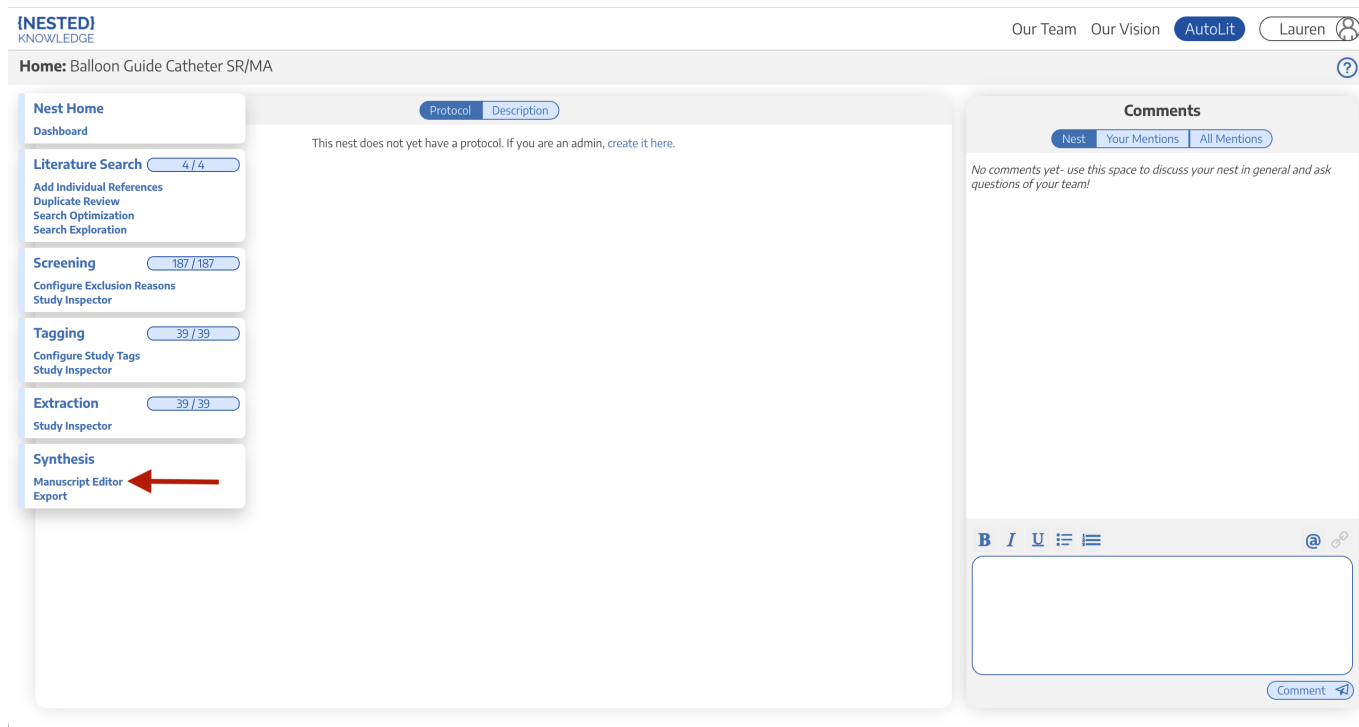 {NESTED}
KNOWLEDGE
Our Team Our Vision AutoLit Lauren
Home: Balloon Guide Catheter SR/MA
?
Nest Home
Dashboard
Literature Search 4 / 4
Add Individual References
Duplicate Review
Search Optimization
Search Exploration
Screening 187 / 187
Configure Exclusion Reasons
Study Inspector
Tagging 39 / 39
Configure Study Tags
Study Inspector
Extraction 39 / 39
Study Inspector
Synthesis
Manuscript Editor
Export
Protocol Description
This nest does not yet have a protocol. If you are an admin, create it here.
Comments
Nest Your Mentions All Mentions
No comments yet- use this space to discuss your nest in general and ask
questions of your team!
B I U @
Comment